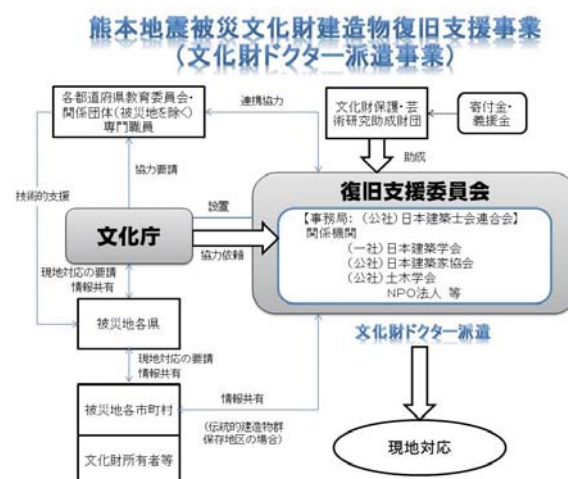 熊本地震被災文化財建造物復旧支援事業
(文化財ドクター派遣事業)
各都道府県教育委員会・
関係団体(被災地を除く)
専門職員
連携協力
文化財保護・芸
術研究助成財団
寄付金・
義援金
助成
技術的支援
協力要請
設置
復旧支援委員会
【事務局:(公社)日本建築士会連合会】
関係機関
(一社)日本建築学会
(公社)日本建築家協会
(公社)土木学会
NPO法人 等
文化庁
協力依頼
現地対応の要請
情報共有
被災地各県
文化財ドクター派遣
現地対応の要請
情報共有
被災地各市町村
情報共有
(伝統的建造物群
保存地区の場合)
文化財所有者等
現地対応